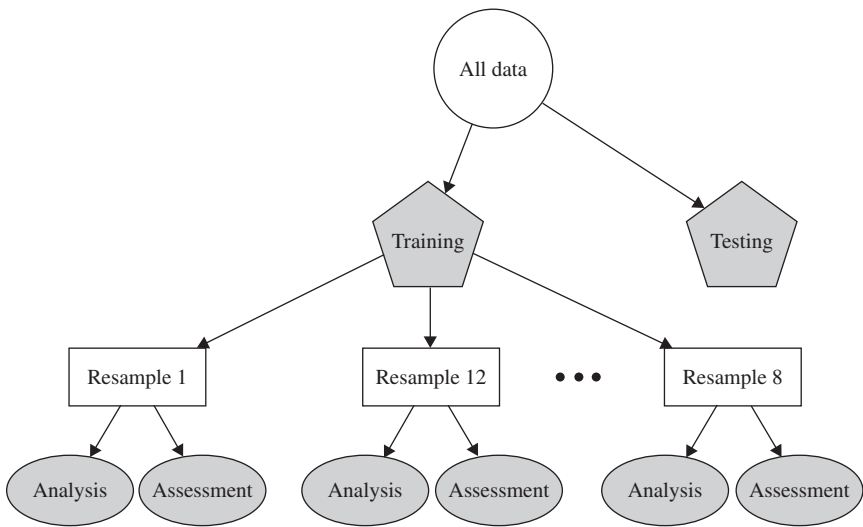 All data
Training
Testing
Resample 1
Resample 12
Resample 8
Analysis
Assessment
Analysis
Assessment
Analysis
Assessment